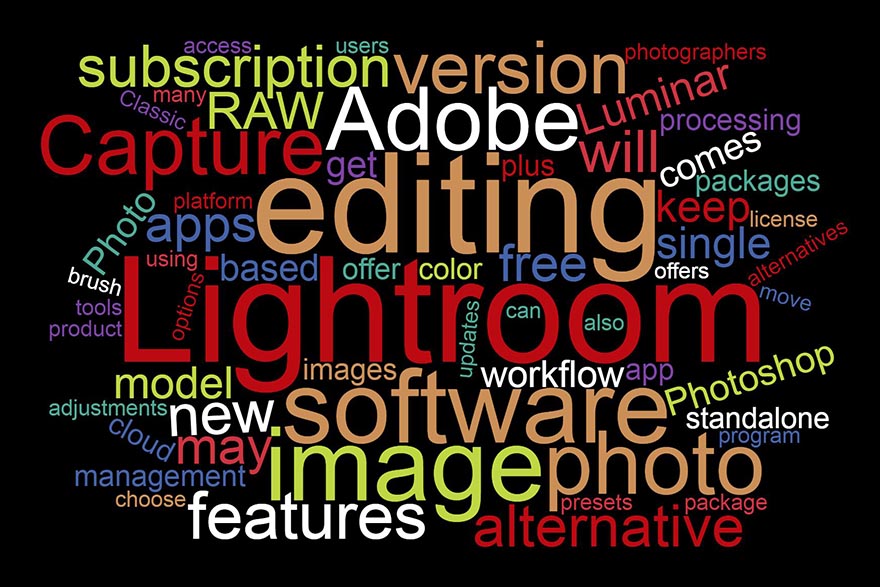 access
users
subscription
version
photographers
Classic
many
RAW
Adobe
Luminar
processing
Capture
get
plus
will
comes
packages
Photo
platform
apps
editing
keep
license
single
alternatives
brush
using
based
offer
color
free
offers
tools
options
product
Lightroom
updates
can
also
move
images
workflow
app
Photoshop
model
adjustments
new
software
standalone
cloud
may
program
image
photo
management
choose
features
presets
package
alternative